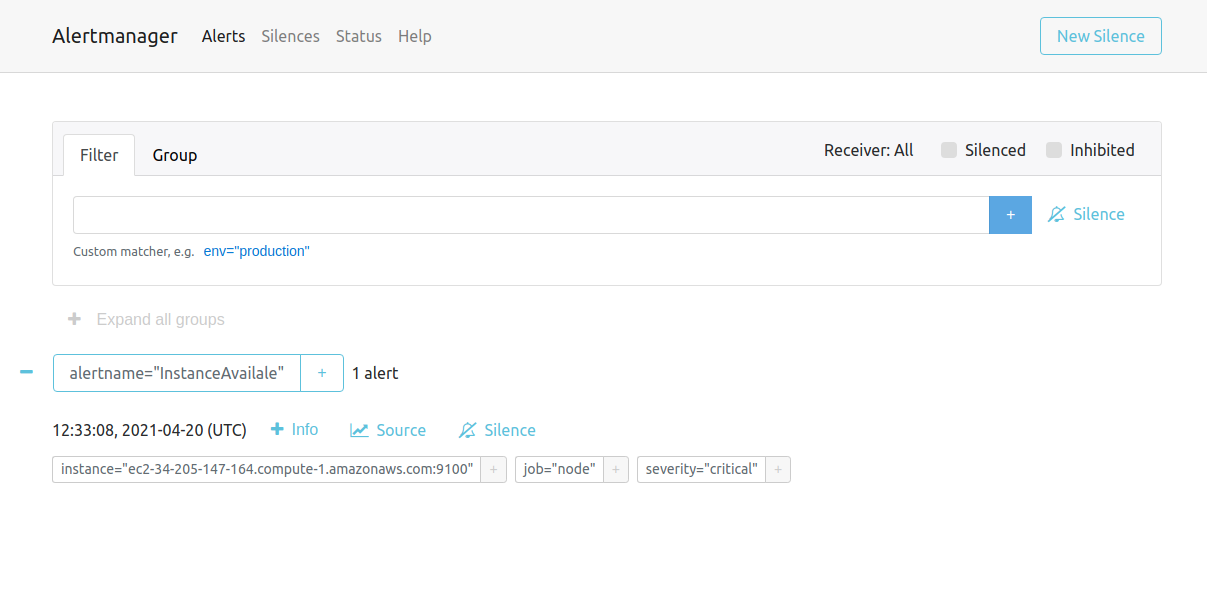 Alertmanager Alerts Silences Status Help New Silence
Filter Group Receiver: All Silenced Inhibited
+ Silence
Custom matcher, e.g. env="production"
+ Expand all groups
− alertname="InstanceAvailale" + 1 alert
12:33:08, 2021-04-20 (UTC) + Info Source Silence
instance="ec2-34-205-147-164.compute-1.amazonaws.com:9100" + job="node" + severity="critical" +